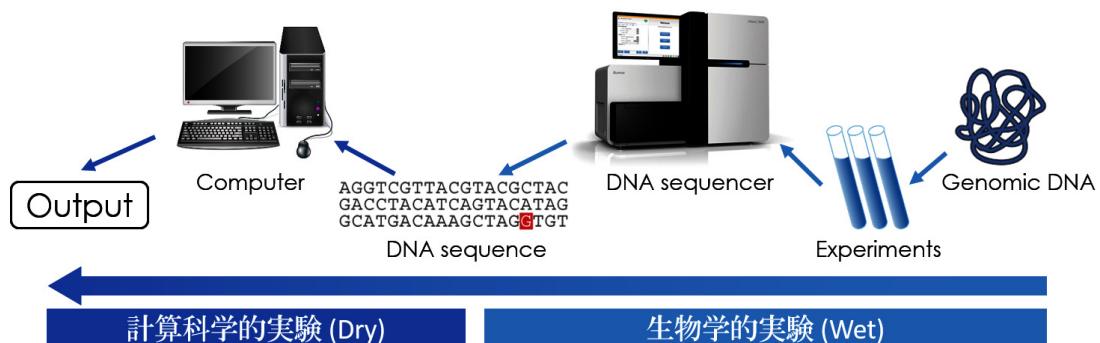 Computer
DNA sequencer
Genomic DNA
Output
AGGTCGTTACGTACGCTAC
GACCTACATCAGTACATAG
GCATGACAAAGCTAGGTGT
DNA sequence
Experiments
計算科学的実験 (Dry)
生物学的実験 (Wet)